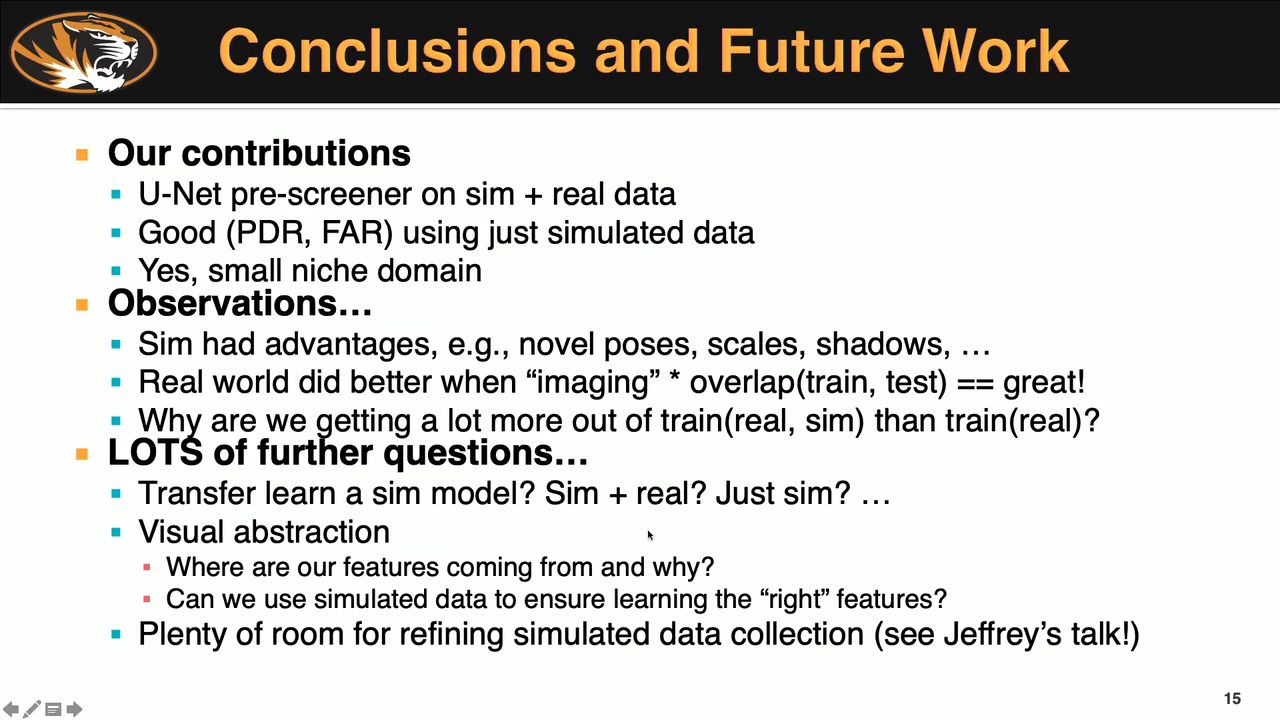 Conclusions and Future Work
Our contributions
U-Net pre-screener on sim + real data
Good (PDR, FAR) using just simulated data
Yes, small niche domain
Observations…
Sim had advantages, e.g., novel poses, scales, shadows, …
Real world did better when “imaging” * overlap(train, test) == great!
Why are we getting a lot more out of train(real, sim) than train(real)?
LOTS of further questions…
Transfer learn a sim model? Sim + real? Just sim? …
Visual abstraction
Where are our features coming from and why?
Can we use simulated data to ensure learning the “right” features?
Plenty of room for refining simulated data collection (see Jeffrey’s talk!)
15